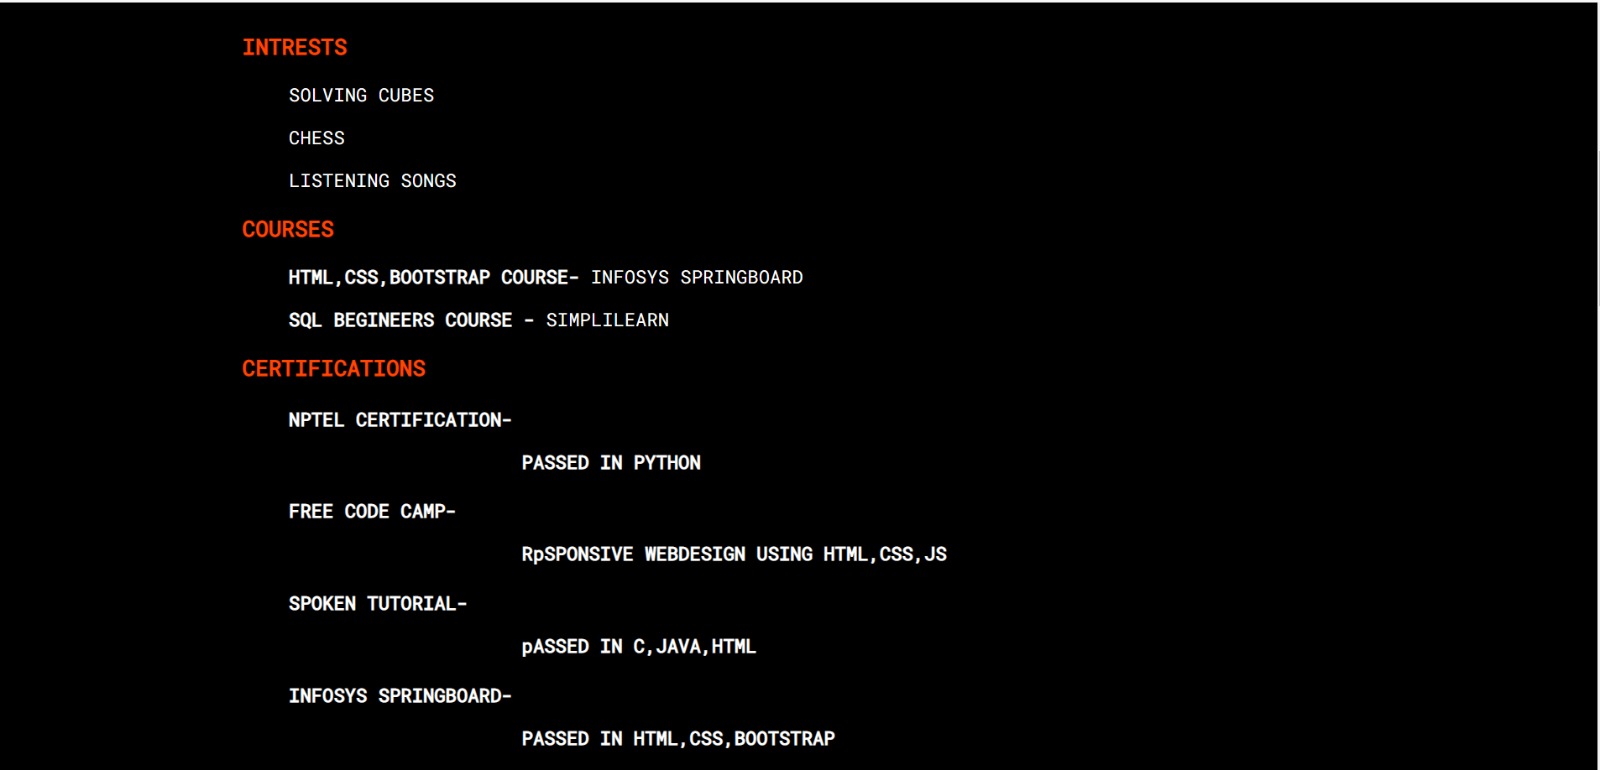 INTRESTS
SOLVING CUBES
CHESS
LISTENING SONGS
COURSES
HTML,CSS,BOOTSTRAP COURSE- INFOSYS SPRINGBOARD
SQL BEGINEERS COURSE - SIMPLILEARN
CERTIFICATIONS
NPTEL CERTIFICATION-
PASSED IN PYTHON
FREE CODE CAMP-
RpSPONSIVE WEBDESIGN USING HTML,CSS,JS
SPOKEN TUTORIAL-
pASSED IN C,JAVA,HTML
INFOSYS SPRINGBOARD-
PASSED IN HTML,CSS,BOOTSTRAP